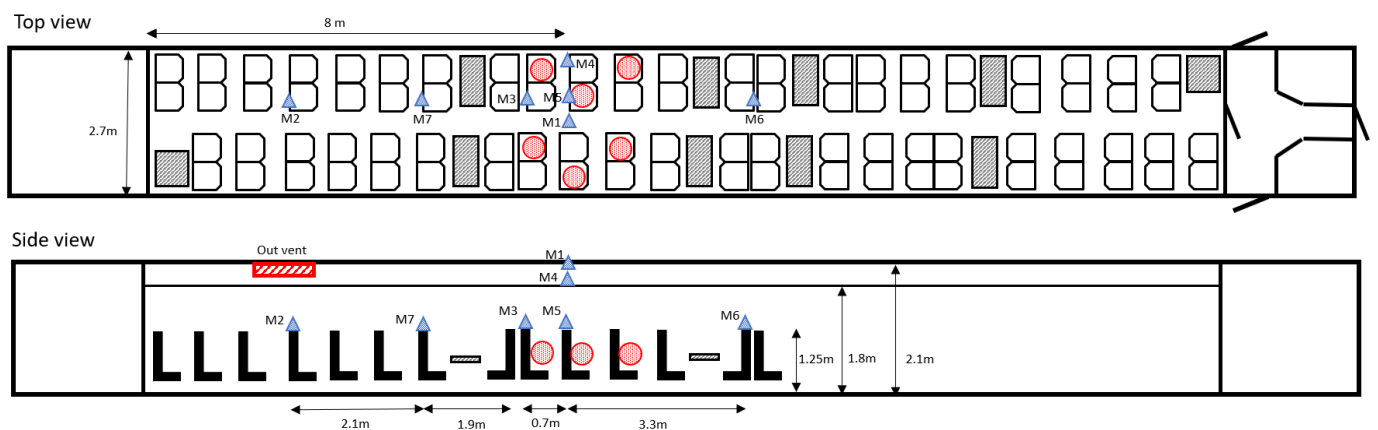 Top view
8 m
2.7m
M4
M3
M5
M2
M7
M1
M6
Side view
Out vent
M1
M4
M2
M7
M3
M5
M6
1.25m
1.8m
2.1m
2.1m
1.9m
0.7m
3.3m